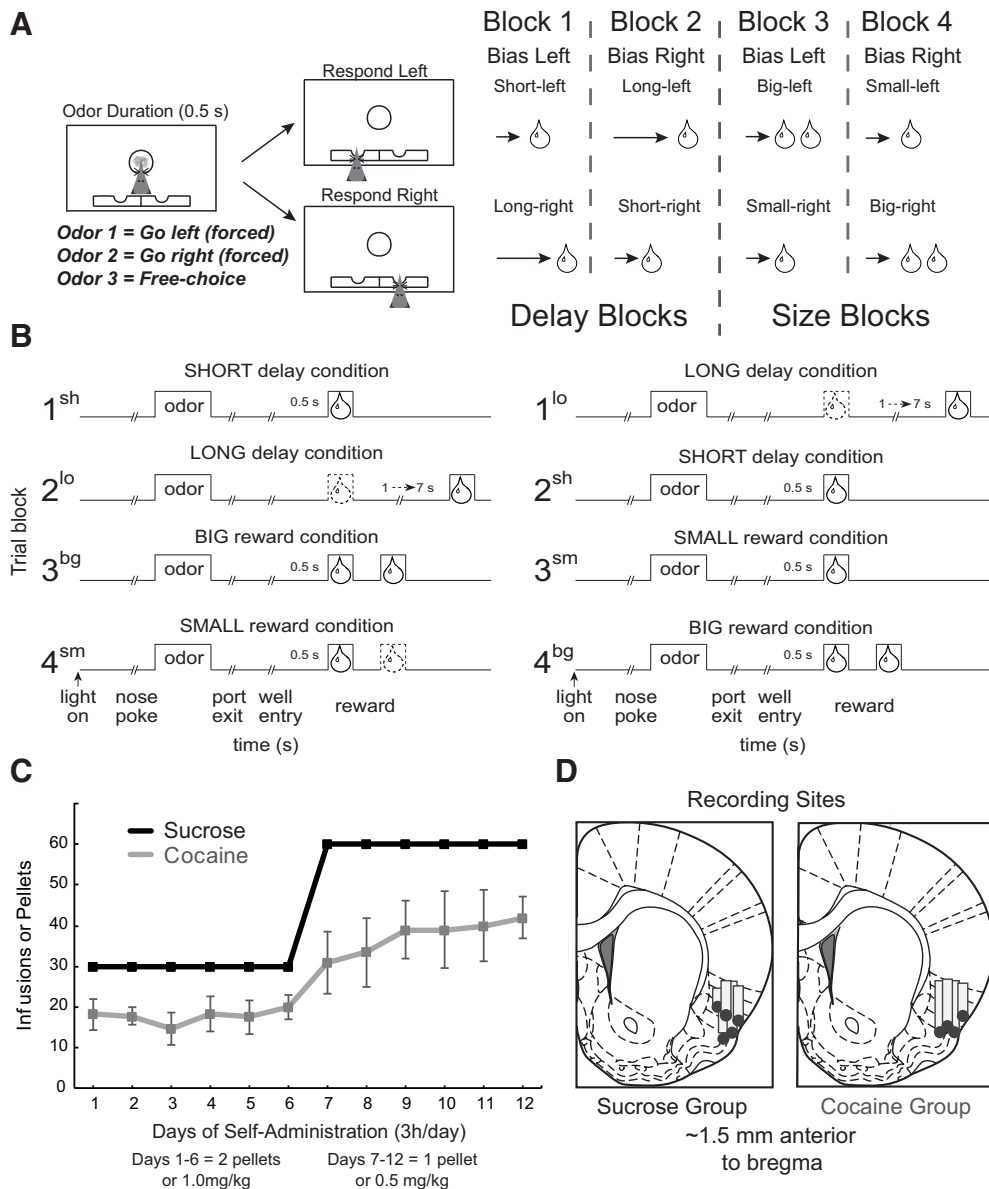 A
Odor Duration (0.5 s)
Odor 1 = Go left (forced)
Odor 2 = Go right (forced)
Odor 3 = Free-choice
Respond Left
Respond Right
Block 1 Block 2 Block 3 Block 4
Bias Left Bias Right Bias Left Bias Right
Short-left Long-left Big-left Small-left
Long-right Short-right Small-right Big-right
Delay Blocks Size Blocks
B
Trial block
SHORT delay condition
1sh odor 0.5 s
LONG delay condition
2lo odor 1 7 s
BIG reward condition
3bg odor 0.5 s
SMALL reward condition
4sm odor 0.5 s
light on nose poke port exit well entry reward
time (s)
LONG delay condition
1lo odor 1 7 s
SHORT delay condition
2sh odor 0.5 s
SMALL reward condition
3sm odor 0.5 s
BIG reward condition
4bg odor 0.5 s
light on nose poke port exit well entry reward
time (s)
C
Sucrose
Cocaine
Infusions or Pellets
60
50
40
30
20
10
0
1 2 3 4 5 6 7 8 9 10 11 12
Days of Self-Administration (3h/day)
Days 1-6 = 2 pellets Days 7-12 = 1 pellet
or 1.0mg/kg or 0.5 mg/kg
D
Recording Sites
Sucrose Group Cocaine Group
~1.5 mm anterior
to bregma